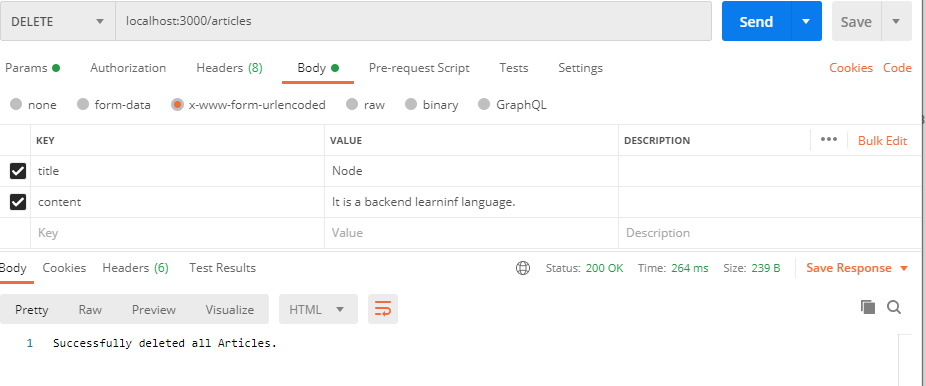 DELETE localhost:3000/articles Send Save
Params Authorization Headers (8) Body Pre-request Script Tests Settings Cookies Code
none form-data x-www-form-urlencoded raw binary GraphQL
KEY VALUE DESCRIPTION ••• Bulk Edit
title Node
content It is a backend learninf language.
Key Value Description
Body Cookies Headers (6) Test Results Status: 200 OK Time: 264 ms Size: 239 B Save Response
Pretty Raw Preview Visualize HTML
1 Successfully deleted all Articles.